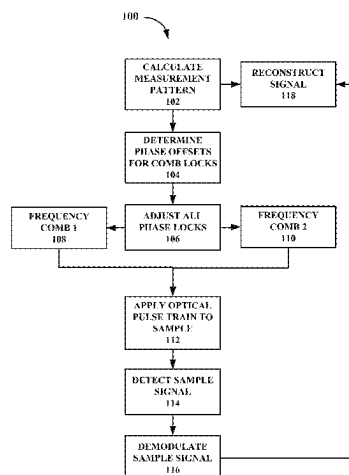 100
CALCULATE
MEASUREMENT
PATTERN
102
RECONSTRUCT
SIGNAL
118
DETERMINE
PHASE OFFSETS
FOR COMB LOCKS
104
FREQUENCY
COMB 1
108
ADJUST ALL
PHASE LOCKS
106
FREQUENCY
COMB 2
110
APPLY OPTICAL
PULSE TRAIN TO
SAMPLE
112
DETECT SAMPLE
SIGNAL
114
DEMODULATE
SAMPLE SIGNAL
116